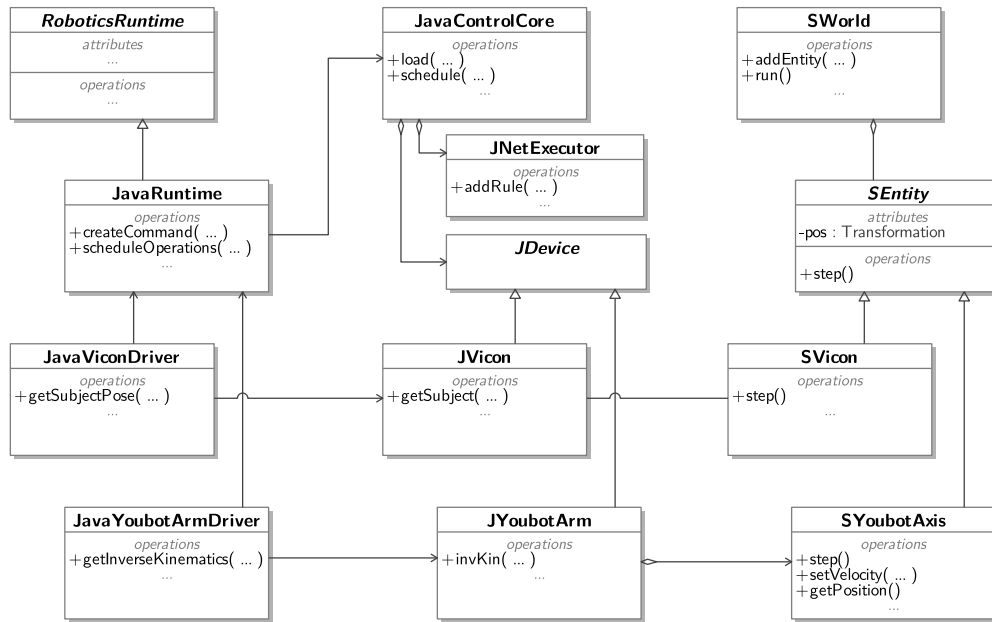 RoboticsRuntime
attributes
...
operations
...
JavaControlCore
operations
+load( ... )
+schedule( ... )
...
SWorld
operations
+addEntity( ... )
+run()
...
JNetExecutor
operations
+addRule( ... )
...
JavaRuntime
operations
+createCommand( ... )
+scheduleOperations( ... )
...
JDevice
SEntity
attributes
-pos : Transformation
operations
+step()
JavaViconDriver
operations
+getSubjectPose( ... )
...
JVicon
operations
+getSubject( ... )
...
SVicon
operations
+step()
...
JavaYoubotArmDriver
operations
+getInverseKinematics( ... )
...
JYoubotArm
operations
+invKin( ... )
...
SYoubotAxis
operations
+step()
+setVelocity( ... )
+getPosition()
...